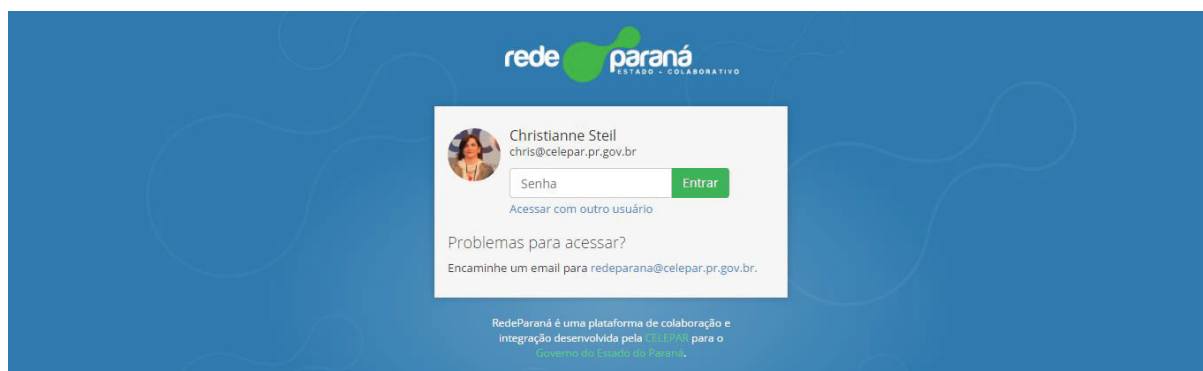 rede paraná
ESTADO - COLABORATIVO
Christianne Steil
chris@celepar.pr.gov.br
Senha
Entrar
Acessar com outro usuário
Problemas para acessar?
Encaminhe um email para redeparana@celepar.pr.gov.br.
RedeParaná é uma plataforma de colaboração e
integração desenvolvida pela CELEPAR para o
Governo do Estado do Paraná.